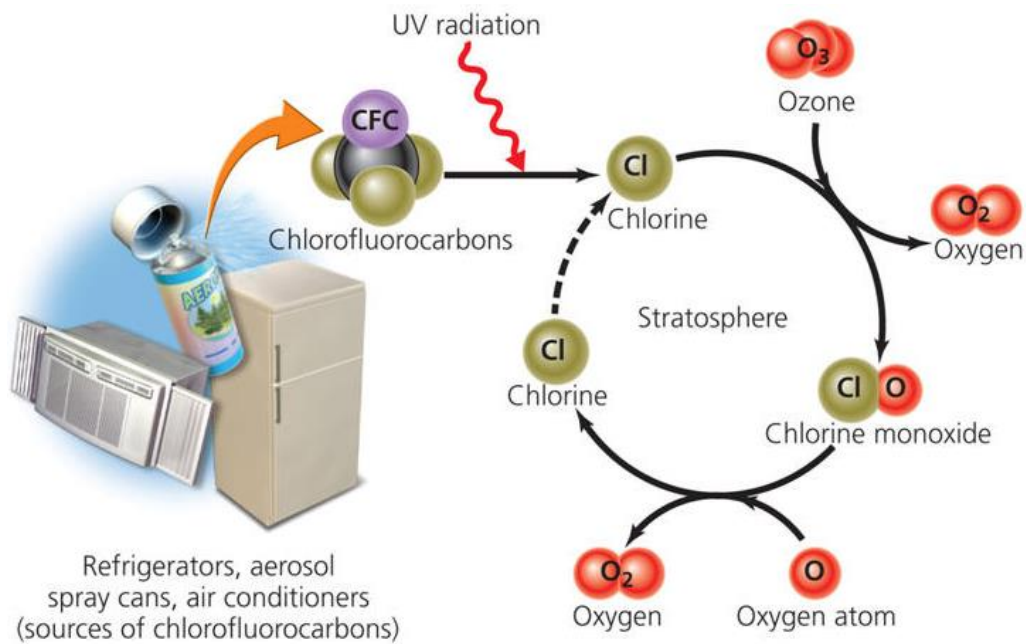 UV radiation
O3
Ozone
CFC
Cl
Chlorine
O2
Oxygen
Chlorofluorocarbons
AERO
Stratosphere
Cl
Chlorine
Cl O
Chlorine monoxide
O2
Oxygen
O
Oxygen atom
Refrigerators, aerosol
spray cans, air conditioners
(sources of chlorofluorocarbons)